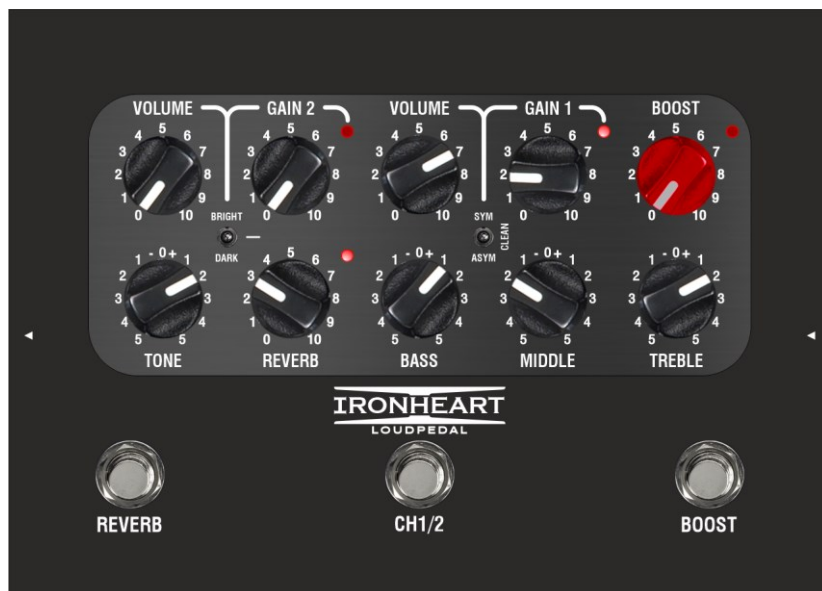 VOLUME GAIN 2 VOLUME GAIN 1 BOOST
0 1 2 3 4 5 6 7 8 9 10
0 1 2 3 4 5 6 7 8 9 10
0 1 2 3 4 5 6 7 8 9 10
0 1 2 3 4 5 6 7 8 9 10
0 1 2 3 4 5 6 7 8 9 10
BRIGHT
DARK
SYM
ASYM
CLEAN
5 4 3 2 1 - 0 + 1 2 3 4 5
0 1 2 3 4 5 6 7 8 9 10
5 4 3 2 1 - 0 + 1 2 3 4 5
5 4 3 2 1 - 0 + 1 2 3 4 5
5 4 3 2 1 - 0 + 1 2 3 4 5
TONE REVERB BASS MIDDLE TREBLE
IRONHEART
LOUDPEDAL
REVERB CH1/2 BOOST